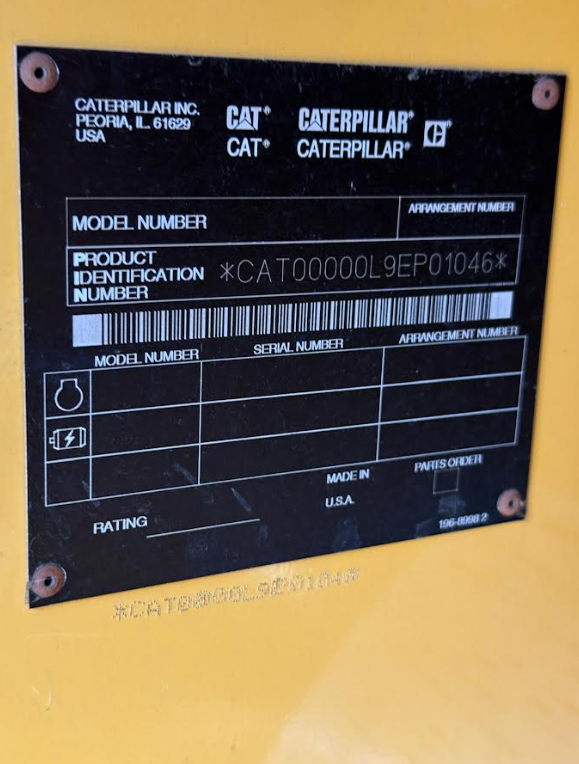 CATERPILLAR INC.
PEORIA, IL. 61629
USA
CAT® CATERPILLAR® C®
CAT® CATERPILLAR®
MODEL NUMBER
ARRANGEMENT NUMBER
PRODUCT
IDENTIFICATION
NUMBER
*CAT00000L9EP01046*
MODEL NUMBER SERIAL NUMBER ARRANGEMENT NUMBER
MADE IN
U.S.A.
PARTS ORDER
RATING
196-8998 2